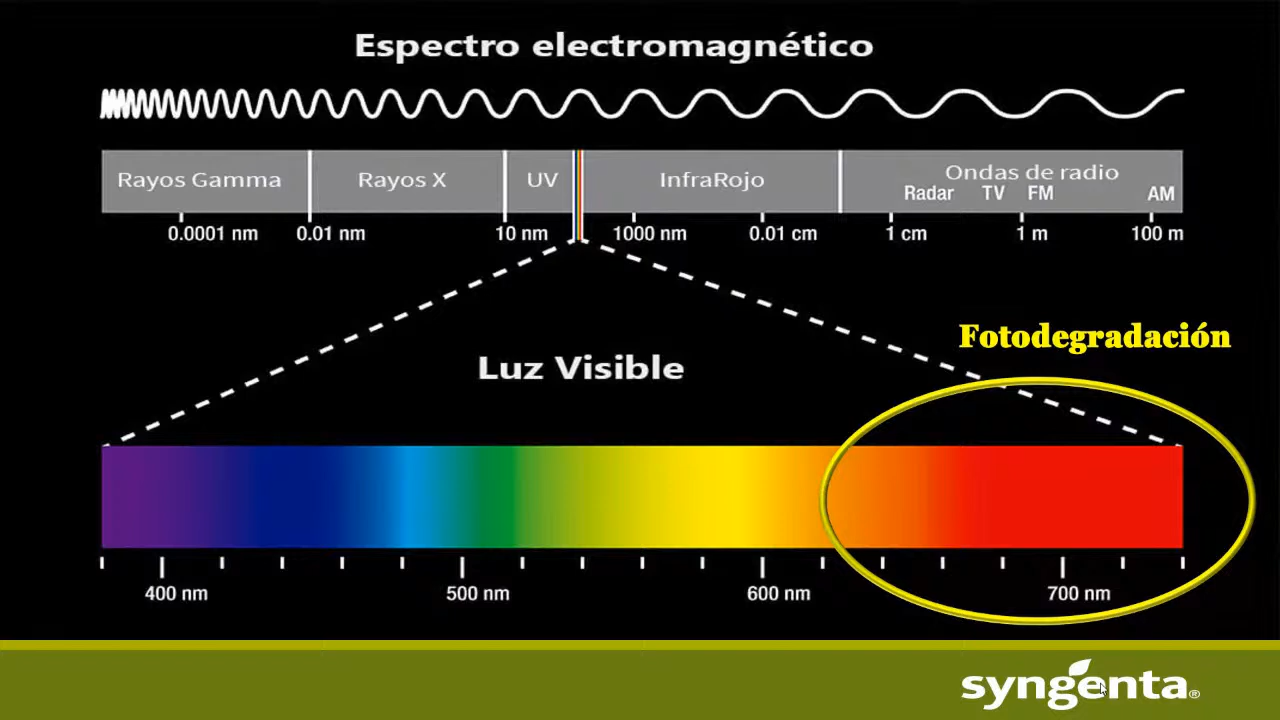 Espectro electromagnético
Rayos Gamma Rayos X UV InfraRojo Ondas de radio
Radar TV FM AM
0.0001 nm 0.01 nm 10 nm 1000 nm 0.01 cm 1 cm 1 m 100 m
Fotodegradación
Luz Visible
400 nm 500 nm 600 nm 700 nm
syngenta®